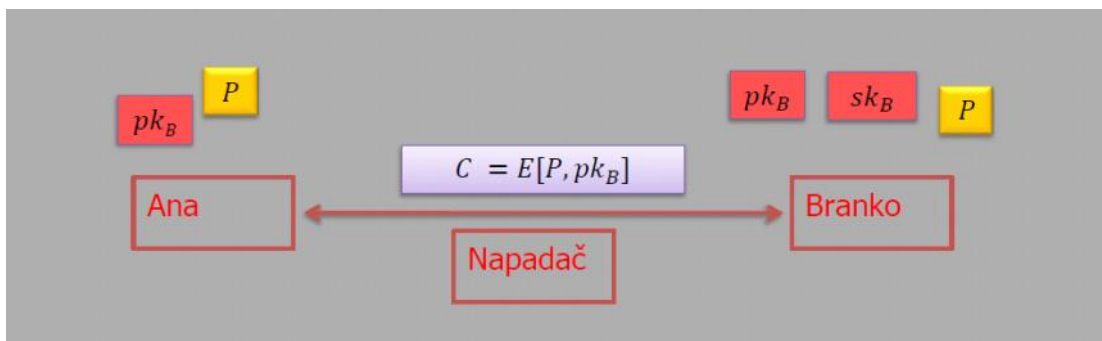 P
pk_B
pk_B
sk_B
P
C = E[P, pk_B]
Ana
Branko
Napadač